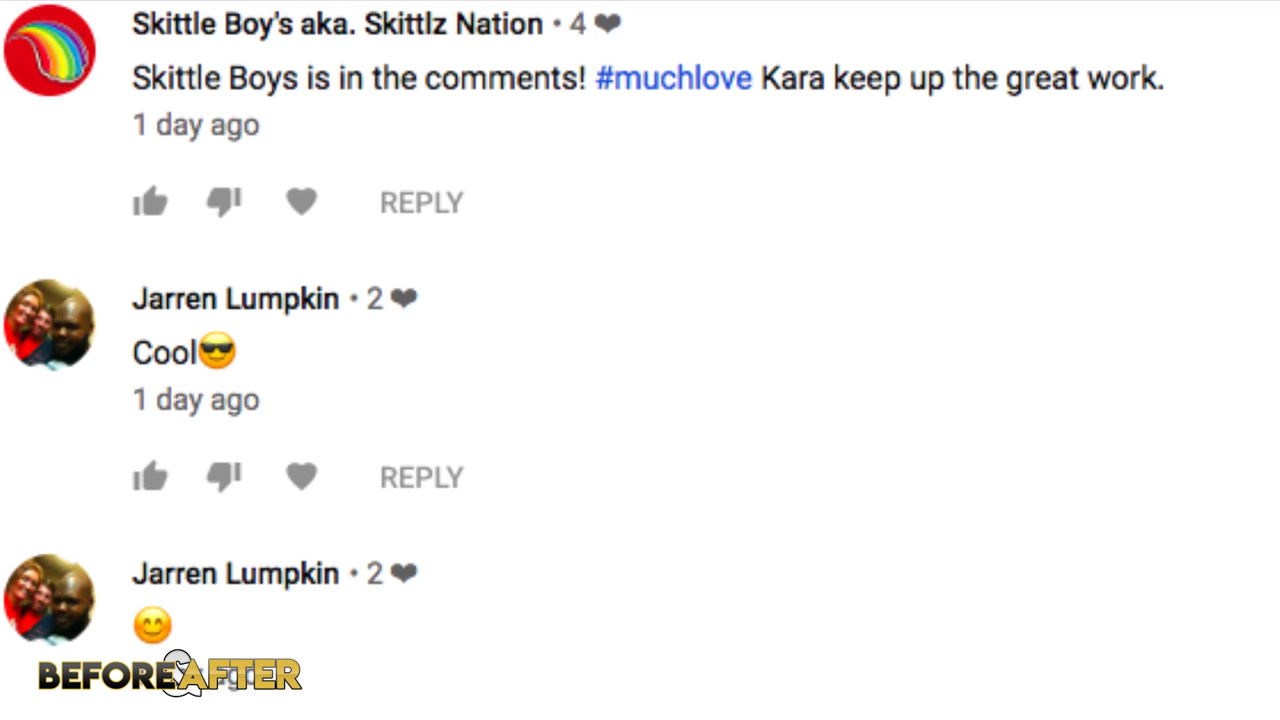 Skittle Boy's aka. Skittlz Nation • 4 ❤
Skittle Boys is in the comments! #muchlove Kara keep up the great work.
1 day ago
REPLY
Jarren Lumpkin • 2 ❤
Cool😎
1 day ago
REPLY
Jarren Lumpkin • 2 ❤
😊
BEFOREAFTER